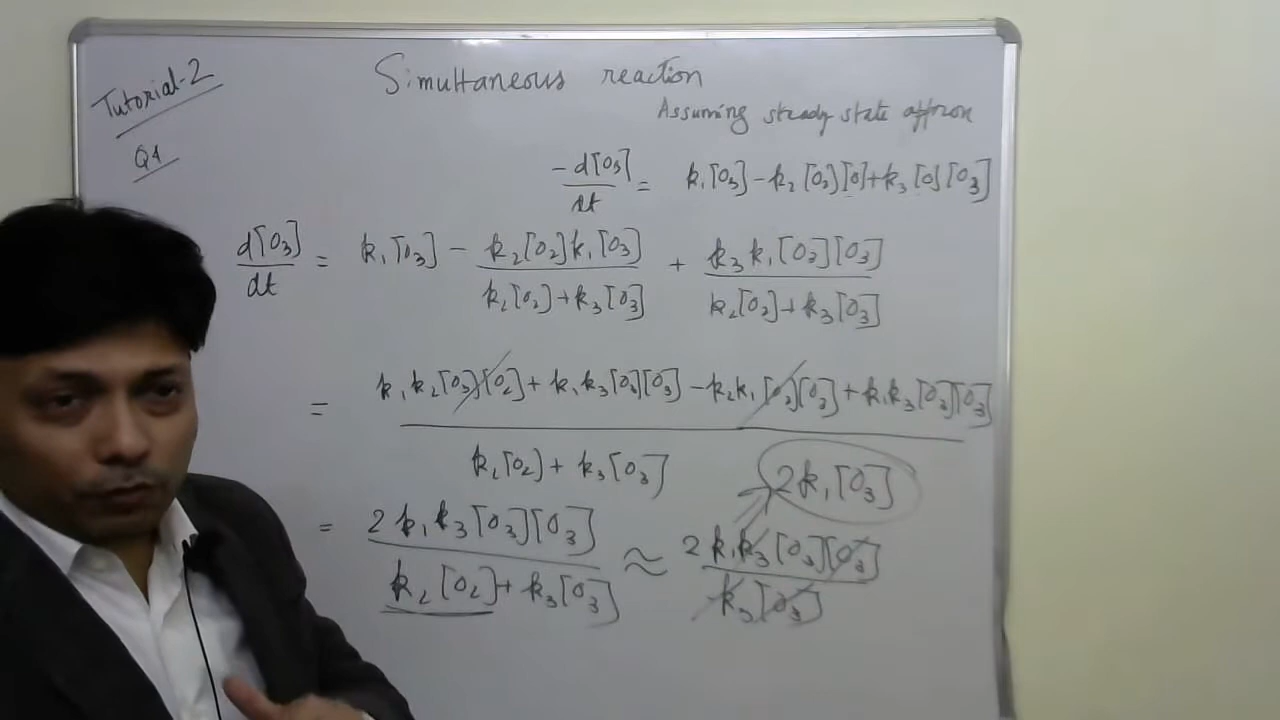 Tutorial-2
Q1
Simultaneous reaction
Assuming steady state approx
-d[O3]/dt = k1[O3] - k2[O2][O] + k3[O][O3]
d[O3]/dt = k1[O3] - k2[O2]k1[O3]/k2[O2]+k3[O3] + k3k1[O3][O3]/k2[O2]+k3[O3]
= k1k2[O3][O2] + k1k3[O3][O3] - k2k1[O2][O3] + k1k3[O3][O3]
k2[O2] + k3[O3]
2k1[O3]
= 2k1k3[O3][O3]/k2[O2]+k3[O3] ≈ 2k1k3[O3][O3]/k3[O3]